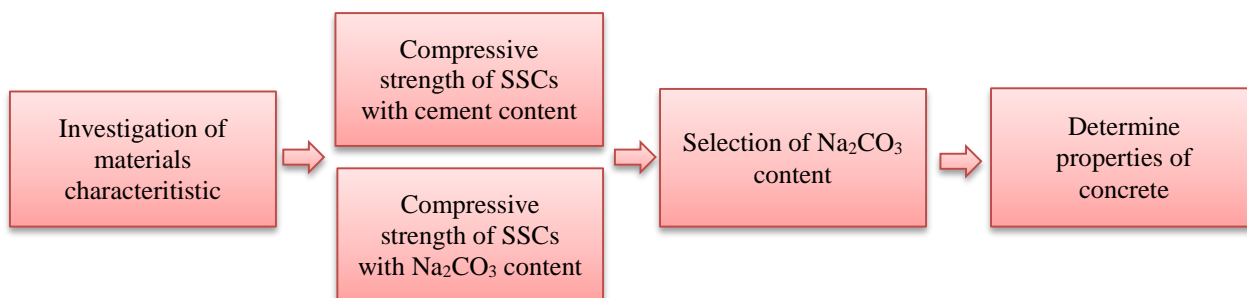 Investigation of
materials
charactertistic
Compressive
strength of SSCs
with cement content
Compressive
strength of SSCs
with Na₂CO₃ content
Selection of Na₂CO₃
content
Determine
properties of
concrete